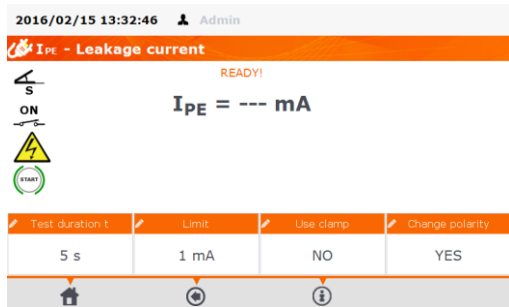 2016/02/15 13:32:46 Admin
IPE - Leakage current
READY!
S
IPE = --- mA
ON
START
Test duration t Limit Use clamp Change polarity
5 s 1 mA NO YES